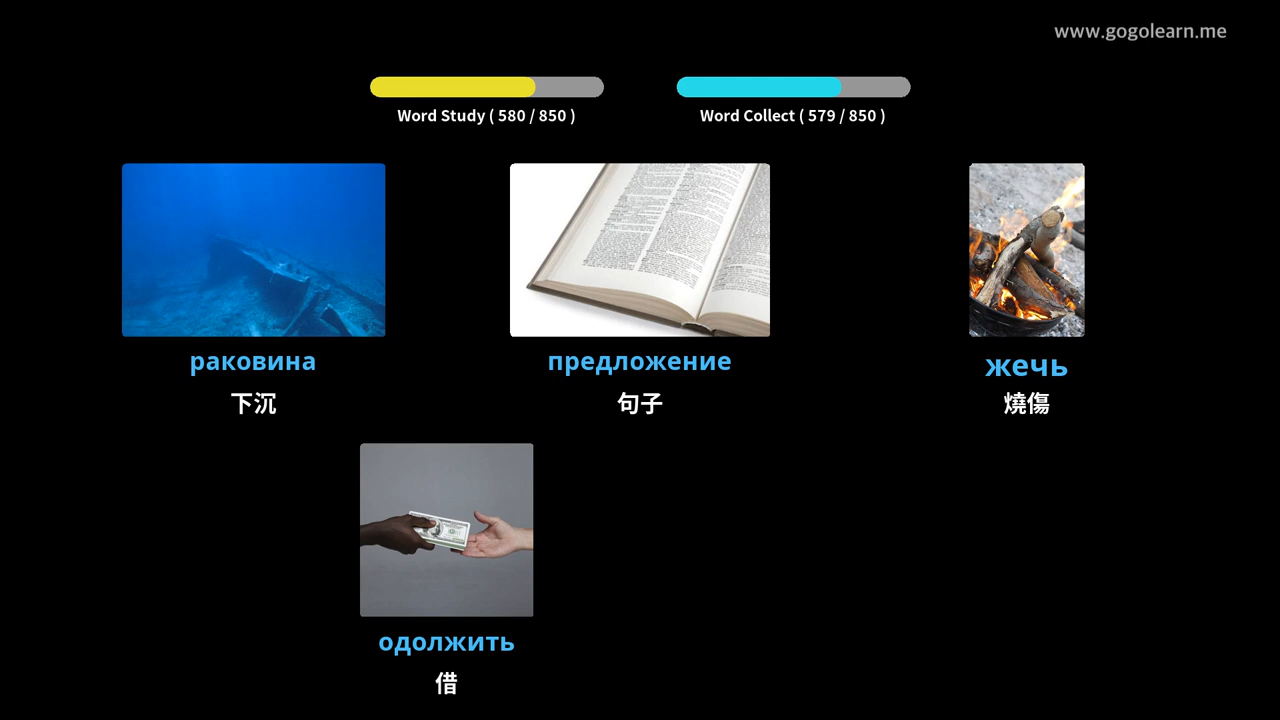 www.gogolearn.me
Word Study ( 580 / 850 )
Word Collect ( 579 / 850 )
раковина
下沉
предложение
句子
жечь
燒傷
одолжить
借